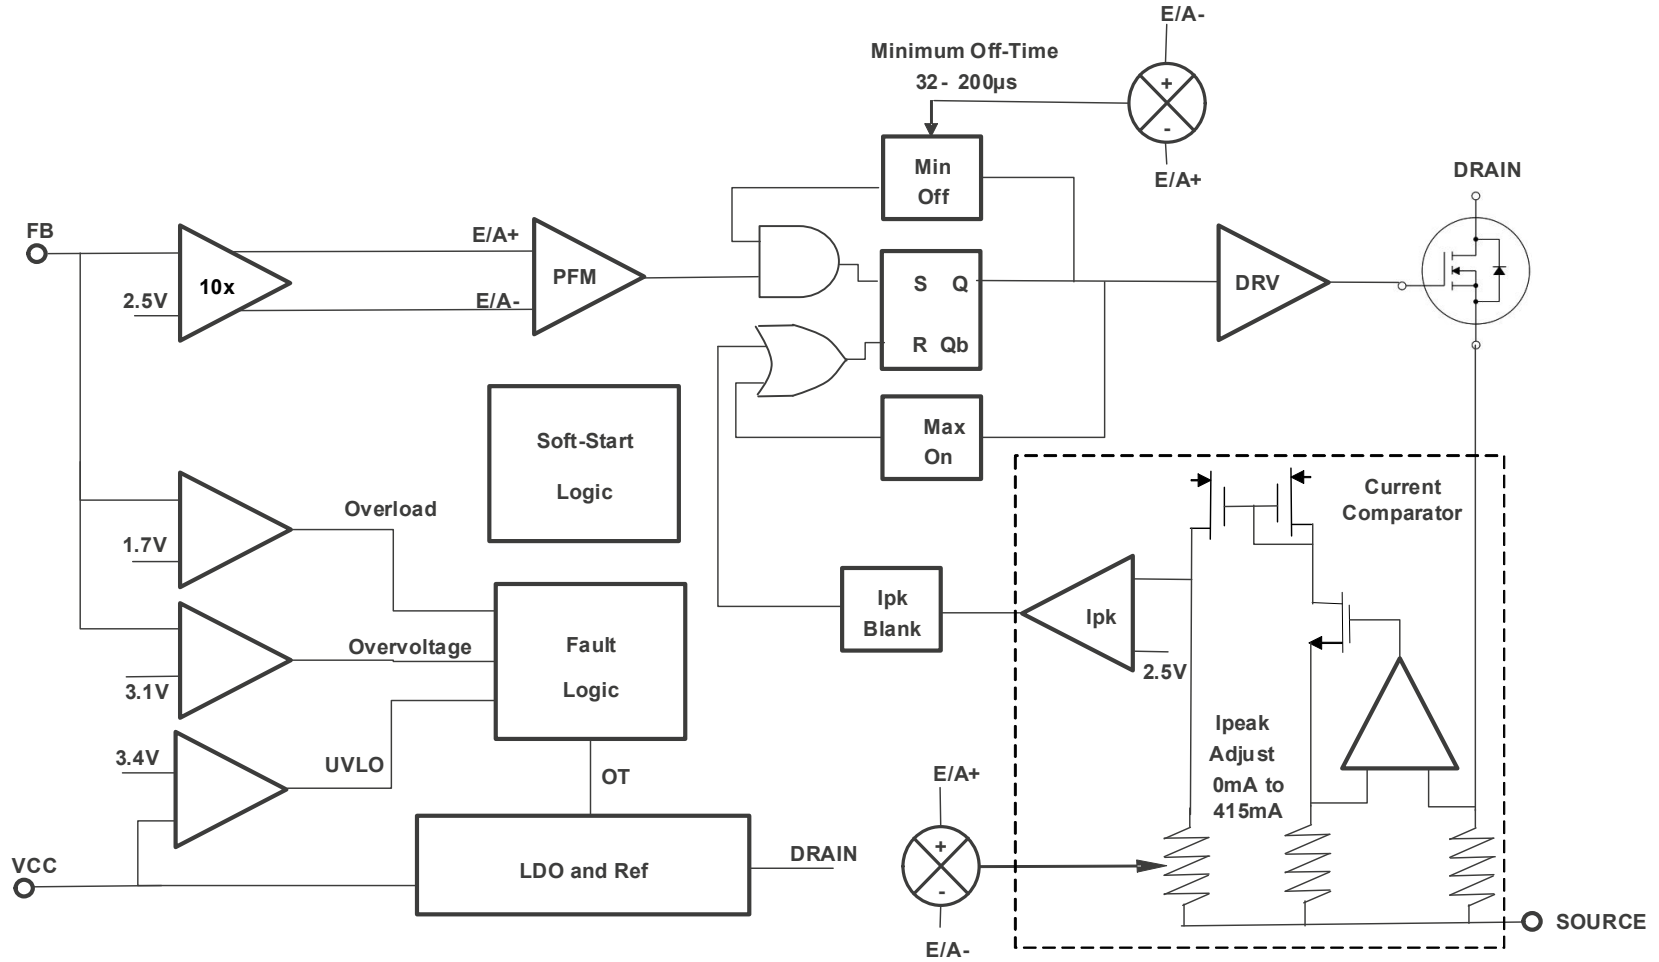 E/A-
Minimum Off-Time
32- 200µs
+
-
E/A+
Min
Off
DRAIN
FB
E/A+
10x
PFM
2.5V
E/A-
S Q
R Qb
DRV
Soft-Start
Logic
Max
On
Overload
1.7V
Current
Comparator
Ipk
Blank
Ipk
2.5V
Overvoltage
3.1V
Fault
Logic
3.4V
UVLO
OT
Ipeak
Adjust
0mA to
415mA
E/A+
+
-
E/A-
VCC
LDO and Ref
DRAIN
SOURCE